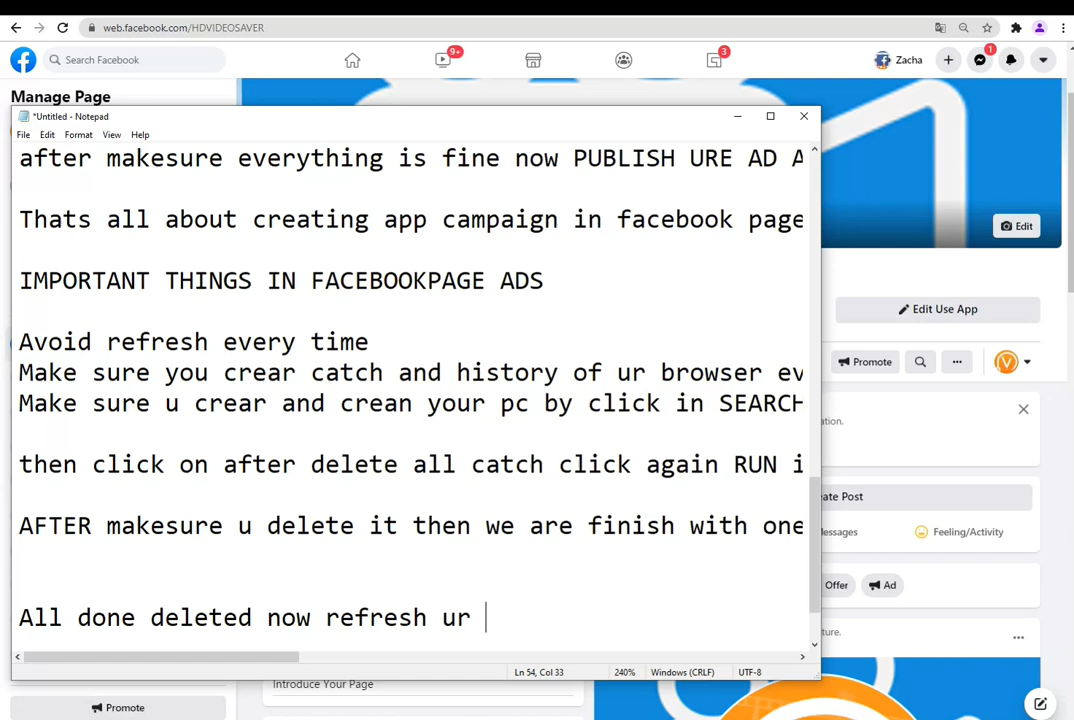 web.facebook.com/HDVIDEOSAVER
Search Facebook
9+
3
Zacha
1
Manage Page
*Untitled - Notepad
File Edit Format View Help
after makesure everything is fine now PUBLISH URE AD A
Thats all about creating app campaign in facebook page
IMPORTANT THINGS IN FACEBOOKPAGE ADS
Avoid refresh every time
Make sure you crear catch and history of ur browser ev
Make sure u crear and crean your pc by click in SEARCH
then click on after delete all catch click again RUN i
AFTER makesure u delete it then we are finish with one
All done deleted now refresh ur
Ln 54, Col 33 240% Windows (CRLF) UTF-8
Edit
Edit Use App
Promote
V
ation.
ate Post
essages
Feeling/Activity
Offer
Ad
ture.
Introduce Your Page
Promote